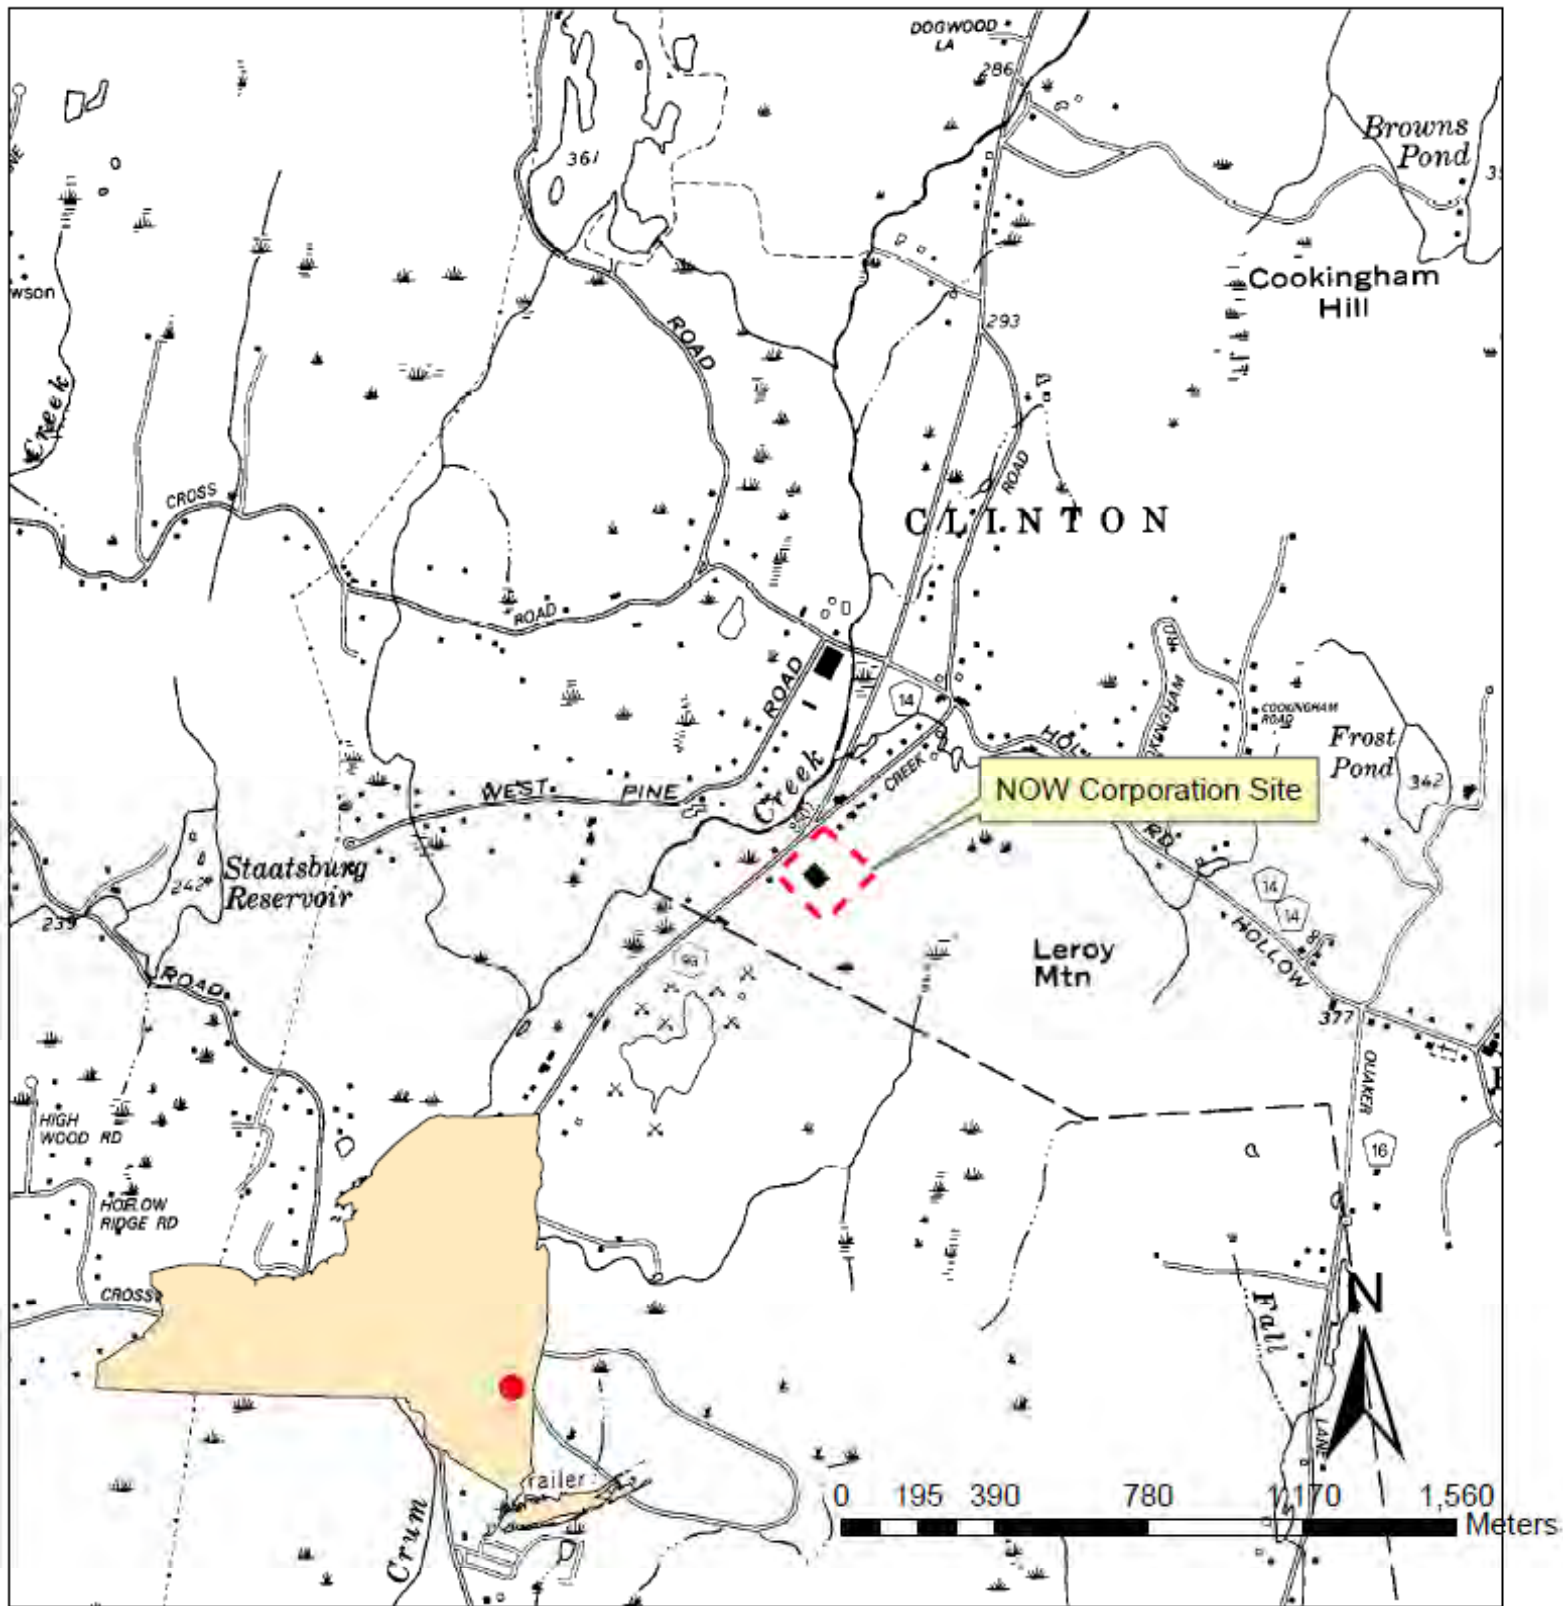 DOGWOOD
LA
286
Browns
Pond
361
Cookingham
Hill
wson
293
ROAD
Creek
CROSS
ROAD
CLINTON
ROAD
ROAD
14
COOKINGHAM
ROAD
Frost
Pond
342
Creek
CREEK
WEST PINE
NOW Corporation Site
RD
Staatsburg
Reservoir
242
239
14
14
HOLLOW
Leroy
Mtn
ROAD
377
QUAKER
HIGH
WOOD RD
16
HOLLOW
RIDGE RD
CROSS
Fall
N
LANE
railer
Crum
0 195 390 780 1,170 1,560
Meters